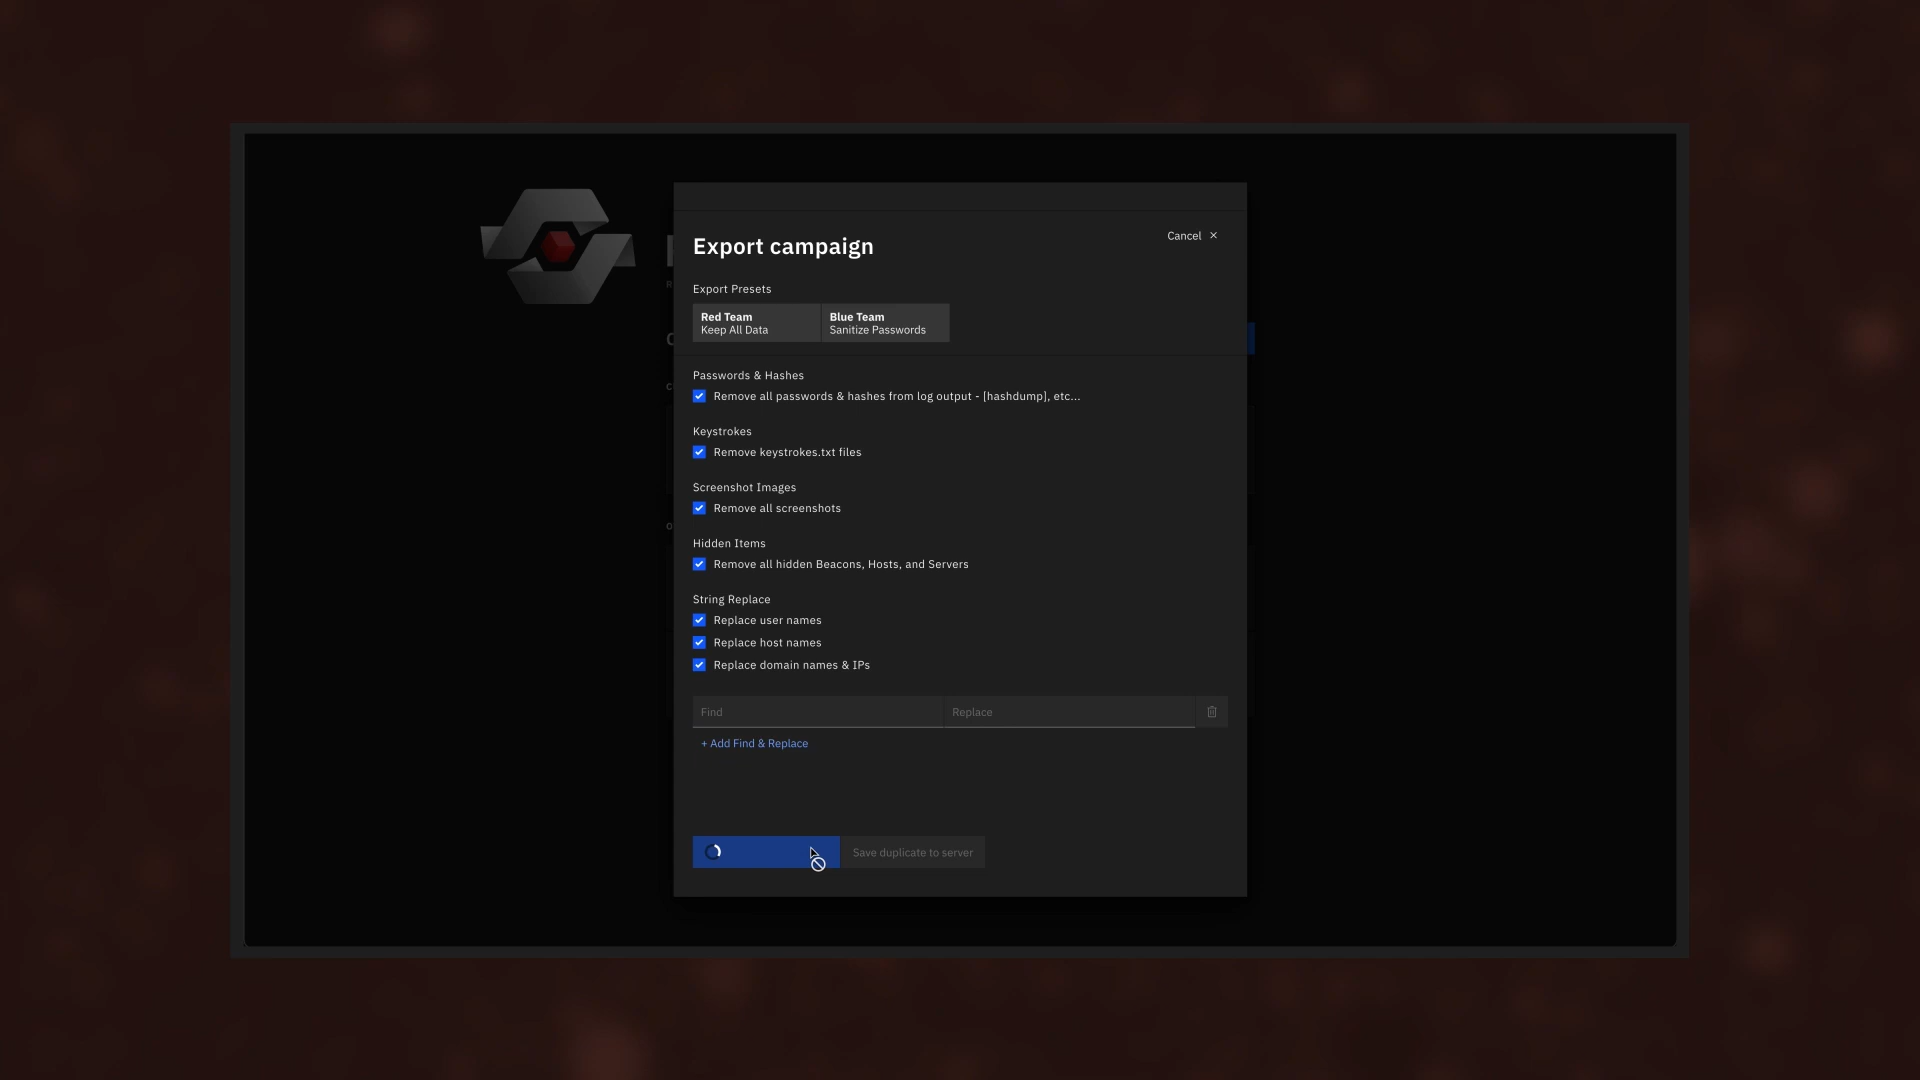 Export campaign
Cancel ×
Export Presets
Red Team
Keep All Data
Blue Team
Sanitize Passwords
Passwords & Hashes
Remove all passwords & hashes from log output - [hashdump], etc...
Keystrokes
Remove keystrokes.txt files
Screenshot Images
Remove all screenshots
Hidden Items
Remove all hidden Beacons, Hosts, and Servers
String Replace
Replace user names
Replace host names
Replace domain names & IPs
Find
Replace
+ Add Find & Replace
Save duplicate to server